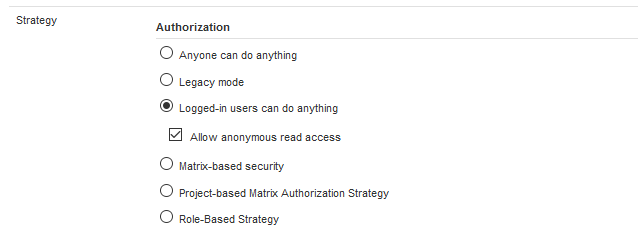 Strategy
Authorization
Anyone can do anything
Legacy mode
Logged-in users can do anything
Allow anonymous read access
Matrix-based security
Project-based Matrix Authorization Strategy
Role-Based Strategy